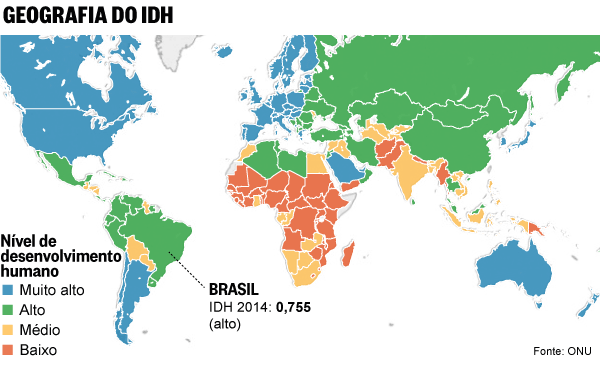 GEOGRAFIA DO IDH
Nível de
desenvolvimento
humano
Muito alto
Alto
Médio
Baixo
BRASIL
IDH 2014: 0,755
(alto)
Fonte: ONU